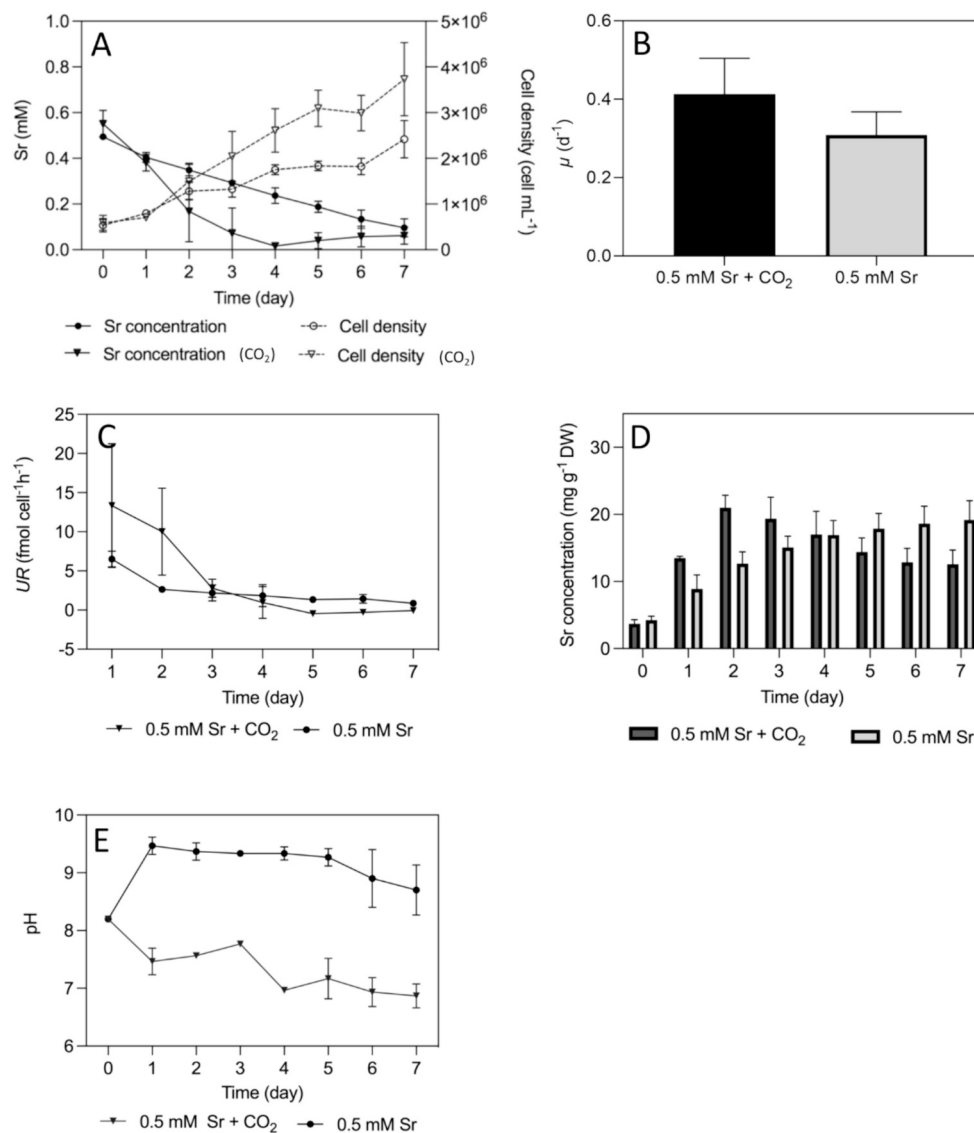 A
Sr (mM)
1.0
0.8
0.6
0.4
0.2
0.0
5×10⁶
4×10⁶
3×10⁶
2×10⁶
1×10⁶
0
Cell density (cell mL⁻¹)
0 1 2 3 4 5 6 7
Time (day)
Sr concentration
Cell density
Sr concentration (CO₂)
Cell density (CO₂)
B
μ (d⁻¹)
0.6
0.4
0.2
0.0
0.5 mM Sr + CO₂
0.5 mM Sr
C
UR (fmol cell⁻¹h⁻¹)
25
20
15
10
5
0
-5
1 2 3 4 5 6 7
Time (day)
0.5 mM Sr + CO₂ 0.5 mM Sr
D
Sr concentration (mg g⁻¹ DW)
30
20
10
0
0 1 2 3 4 5 6 7
Time (day)
0.5 mM Sr + CO₂ 0.5 mM Sr
E
pH
10
9
8
7
6
0 1 2 3 4 5 6 7
Time (day)
0.5 mM Sr + CO₂ 0.5 mM Sr